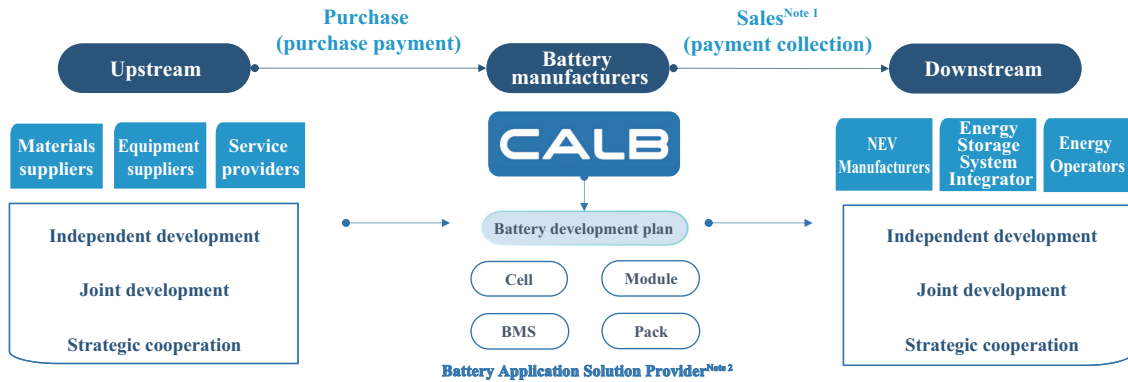 Purchase
(purchase payment)
Sales Note 1
(payment collection)
Upstream
Battery
manufacturers
Downstream
Materials
suppliers
Equipment
suppliers
Service
providers
CALB
NEV
Manufacturers
Energy
Storage
System
Integrator
Energy
Operators
Independent development
Joint development
Strategic cooperation
Battery development plan
Cell
Module
BMS
Pack
Battery Application Solution Provider Note 2
Independent development
Joint development
Strategic cooperation